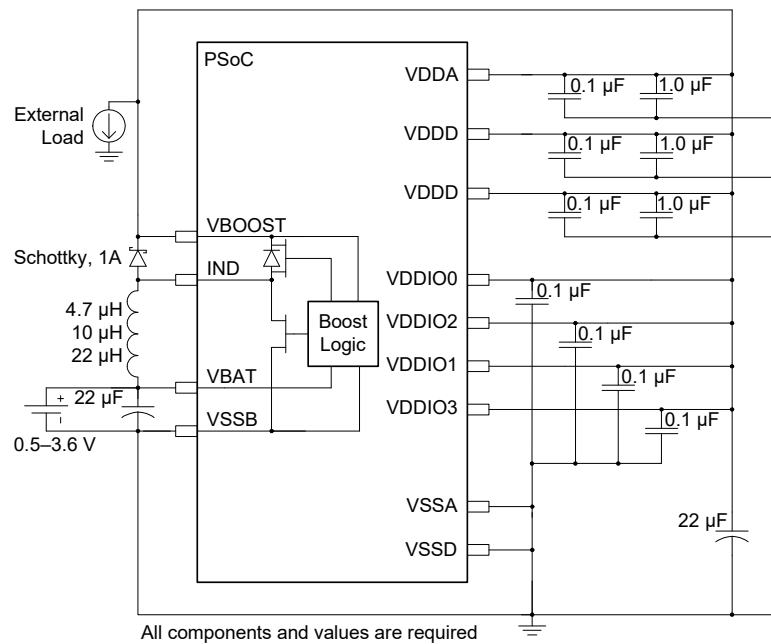 PSoC
VDDA
0.1 µF
1.0 µF
External
Load
VDDD
0.1 µF
1.0 µF
VDDD
0.1 µF
1.0 µF
VBOOST
Schottky, 1A
IND
VDDIO0
0.1 µF
4.7 µH
10 µH
22 µH
Boost
Logic
VDDIO2
0.1 µF
VDDIO1
0.1 µF
VBAT
22 µF
+
VDDIO3
0.1 µF
VSSB
0.5–3.6 V
VSSA
22 µF
VSSD
All components and values are required